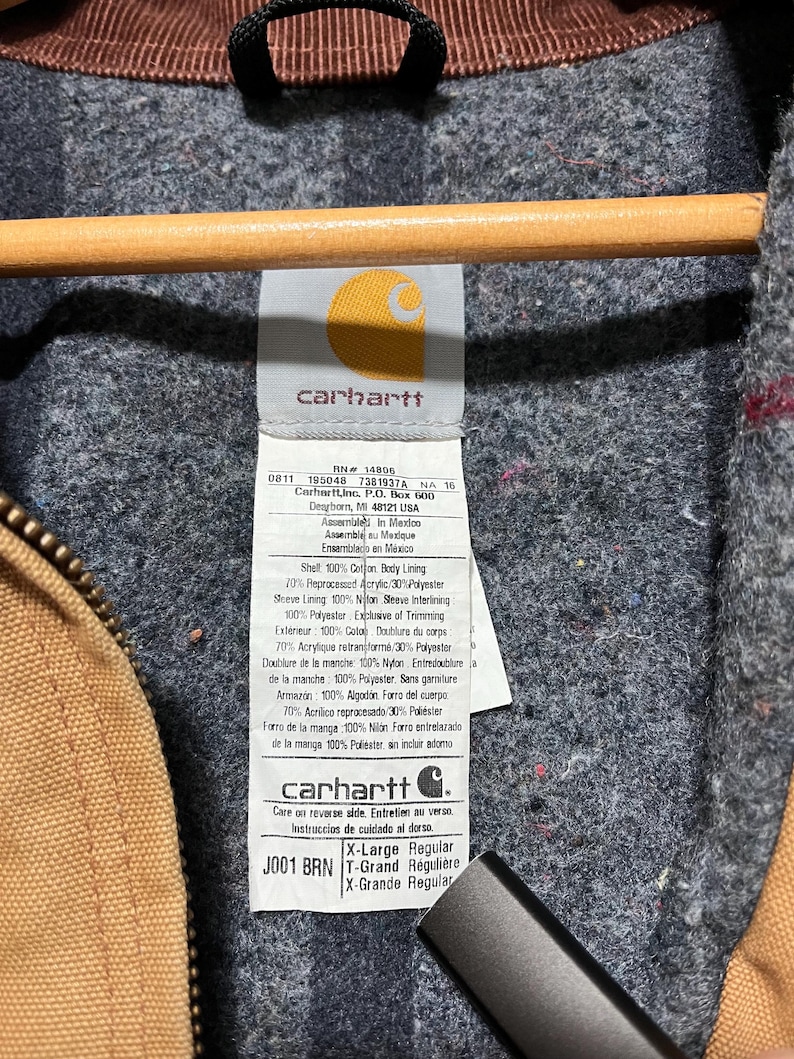 carhartt
RN# 14806
0811 195048 7381937A NA 16
Carhartt,Inc. P.O. Box 600
Dearborn, MI 48121 USA
Assembled in Mexico
Assemble au Mexique
Ensamblado en México
Shell: 100% Cotton. Body Lining:
70% Reprocessed Acrylic/30%Polyester
Sleeve Lining: 100% Nylon .Sleeve Interlining :
100% Polyester . Exclusive of Trimming
Extérieur : 100% Coton . Doublure du corps :
70% Acrylique retransformé/30% Polyester
Doublure de la manche: 100% Nylon . Entredoublure
de la manche : 100% Polyester. Sans garniture
Armazón : 100% Algodón. Forro del cuerpo:
70% Acrilico reprocesado/30% Poliéster
Forro de la manga :100% Nilón .Forro entrelazado
de la manga 100% Poliéster. sin incluir adorno
carhartt ®
Care on reverse side. Entretien au verso.
Instruccios de cuidado al dorso.
J001 BRN
X-Large Regular
T-Grand Régulière
X-Grande Regular